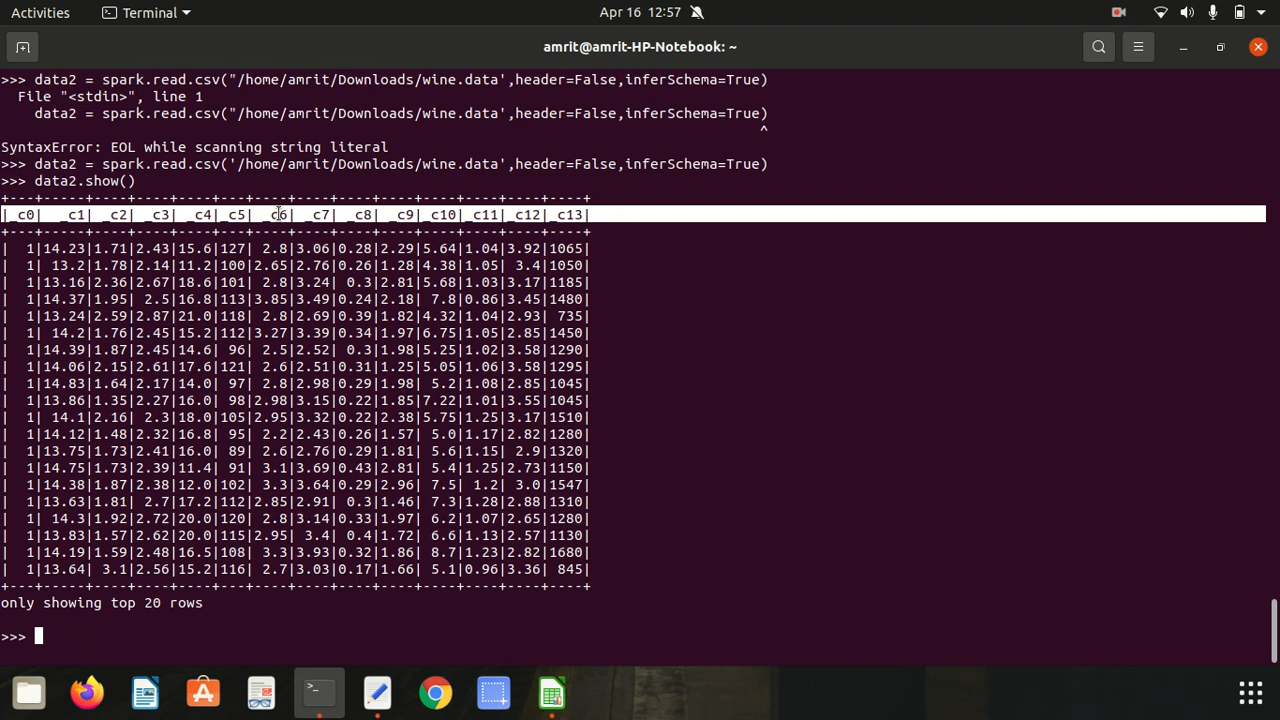 Activities Terminal Apr 16 12:57
amrit@amrit-HP-Notebook: ~
>>> data2 = spark.read.csv("/home/amrit/Downloads/wine.data',header=False,inferSchema=True)
  File "<stdin>", line 1
    data2 = spark.read.csv("/home/amrit/Downloads/wine.data',header=False,inferSchema=True)
                                                                                          ^
SyntaxError: EOL while scanning string literal
>>> data2 = spark.read.csv('/home/amrit/Downloads/wine.data',header=False,inferSchema=True)
>>> data2.show()
+---+-----+----+----+----+---+----+----+----+----+----+----+----+----+
|_c0|  _c1| _c2| _c3| _c4|_c5| _c6| _c7| _c8| _c9|_c10|_c11|_c12|_c13|
+---+-----+----+----+----+---+----+----+----+----+----+----+----+----+
|  1|14.23|1.71|2.43|15.6|127| 2.8|3.06|0.28|2.29|5.64|1.04|3.92|1065|
|  1| 13.2|1.78|2.14|11.2|100|2.65|2.76|0.26|1.28|4.38|1.05| 3.4|1050|
|  1|13.16|2.36|2.67|18.6|101| 2.8|3.24| 0.3|2.81|5.68|1.03|3.17|1185|
|  1|14.37|1.95| 2.5|16.8|113|3.85|3.49|0.24|2.18| 7.8|0.86|3.45|1480|
|  1|13.24|2.59|2.87|21.0|118| 2.8|2.69|0.39|1.82|4.32|1.04|2.93| 735|
|  1| 14.2|1.76|2.45|15.2|112|3.27|3.39|0.34|1.97|6.75|1.05|2.85|1450|
|  1|14.39|1.87|2.45|14.6| 96| 2.5|2.52| 0.3|1.98|5.25|1.02|3.58|1290|
|  1|14.06|2.15|2.61|17.6|121| 2.6|2.51|0.31|1.25|5.05|1.06|3.58|1295|
|  1|14.83|1.64|2.17|14.0| 97| 2.8|2.98|0.29|1.98| 5.2|1.08|2.85|1045|
|  1|13.86|1.35|2.27|16.0| 98|2.98|3.15|0.22|1.85|7.22|1.01|3.55|1045|
|  1| 14.1|2.16| 2.3|18.0|105|2.95|3.32|0.22|2.38|5.75|1.25|3.17|1510|
|  1|14.12|1.48|2.32|16.8| 95| 2.2|2.43|0.26|1.57| 5.0|1.17|2.82|1280|
|  1|13.75|1.73|2.41|16.0| 89| 2.6|2.76|0.29|1.81| 5.6|1.15| 2.9|1320|
|  1|14.75|1.73|2.39|11.4| 91| 3.1|3.69|0.43|2.81| 5.4|1.25|2.73|1150|
|  1|14.38|1.87|2.38|12.0|102| 3.3|3.64|0.29|2.96| 7.5| 1.2| 3.0|1547|
|  1|13.63|1.81| 2.7|17.2|112|2.85|2.91| 0.3|1.46| 7.3|1.28|2.88|1310|
|  1| 14.3|1.92|2.72|20.0|120| 2.8|3.14|0.33|1.97| 6.2|1.07|2.65|1280|
|  1|13.83|1.57|2.62|20.0|115|2.95| 3.4| 0.4|1.72| 6.6|1.13|2.57|1130|
|  1|14.19|1.59|2.48|16.5|108| 3.3|3.93|0.32|1.86| 8.7|1.23|2.82|1680|
|  1|13.64| 3.1|2.56|15.2|116| 2.7|3.03|0.17|1.66| 5.1|0.96|3.36| 845|
+---+-----+----+----+----+---+----+----+----+----+----+----+----+----+
only showing top 20 rows
>>>